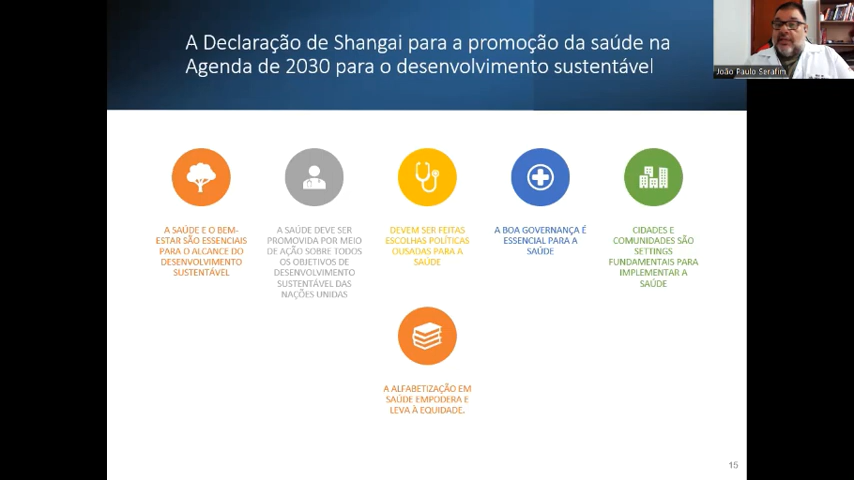 A Declaração de Shangai para a promoção da saúde na
Agenda de 2030 para o desenvolvimento sustentável
João Paulo Serafim
A SAÚDE E O BEM-
ESTAR SÃO ESSENCIAIS
PARA O ALCANCE DO
DESENVOLVIMENTO
SUSTENTÁVEL
A SAÚDE DEVE SER
PROMOVIDA POR MEIO
DE AÇÃO SOBRE TODOS
OS OBJETIVOS DE
DESENVOLVIMENTO
SUSTENTÁVEL DAS
NAÇÕES UNIDAS
DEVEM SER FEITAS
ESCOLHAS POLÍTICAS
OUSADAS PARA A
SAÚDE
A BOA GOVERNANÇA É
ESSENCIAL PARA A
SAÚDE
CIDADES E
COMUNIDADES SÃO
SETTINGS
FUNDAMENTAIS PARA
IMPLEMENTAR A
SAÚDE
A ALFABETIZAÇÃO EM
SAÚDE EMPODERA E
LEVA À EQUIDADE.
15